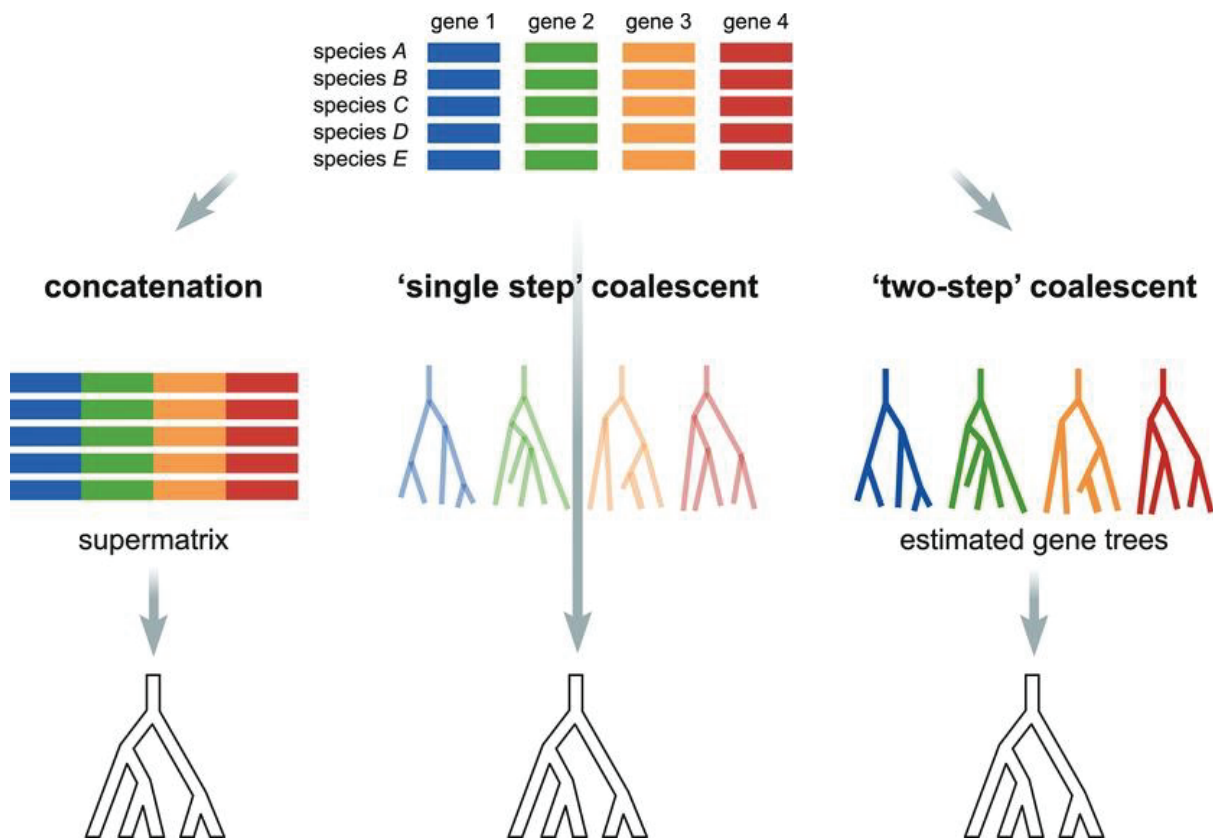 gene 1 gene 2 gene 3 gene 4
species A
species B
species C
species D
species E
concatenation
‘single step’ coalescent
‘two-step’ coalescent
supermatrix
estimated gene trees